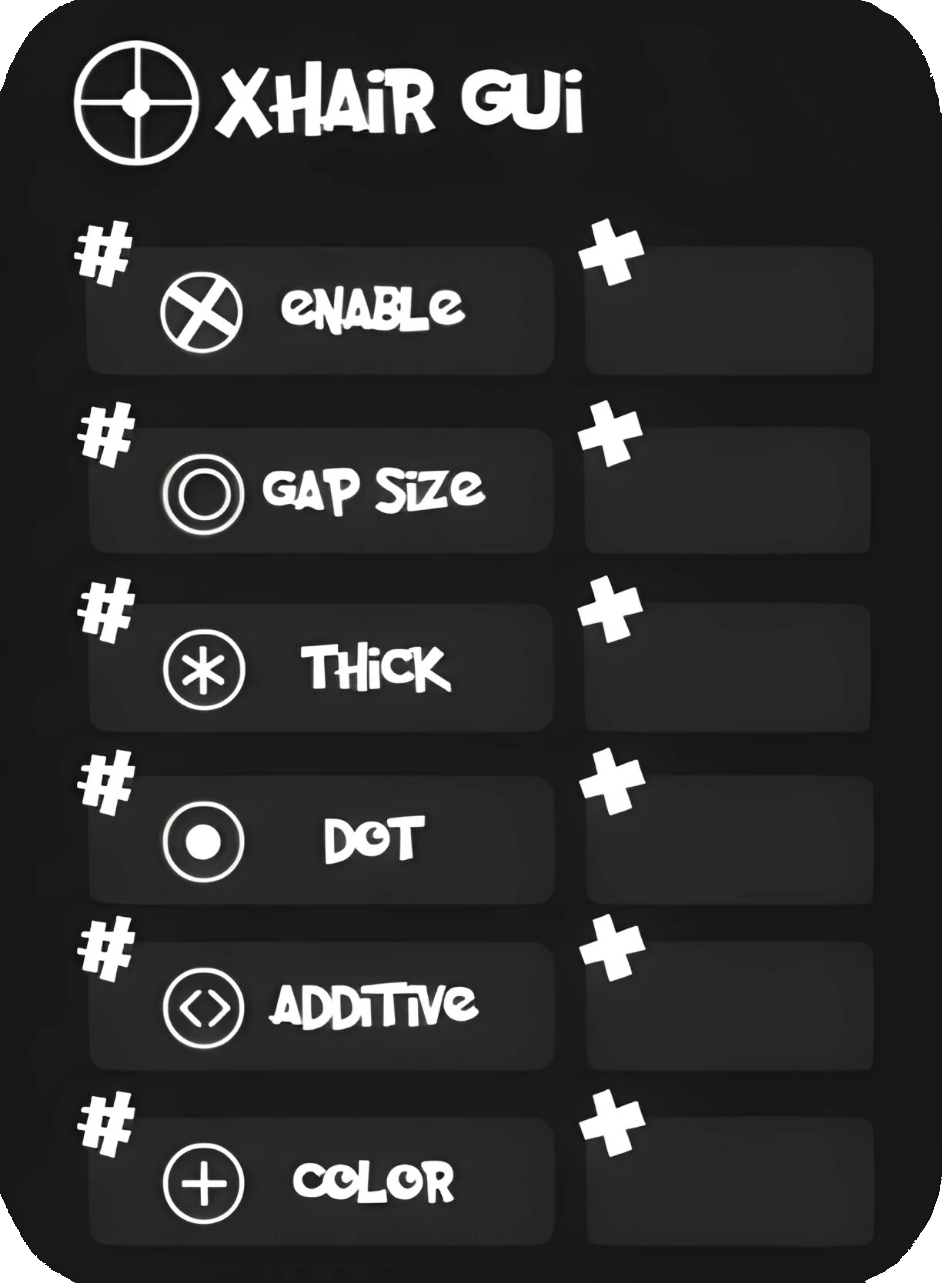 XHAiR GUi
# eNABLe +
# GAP SiZe +
# THiCK +
# DOT +
# ADDiTiVe +
# COLOR +